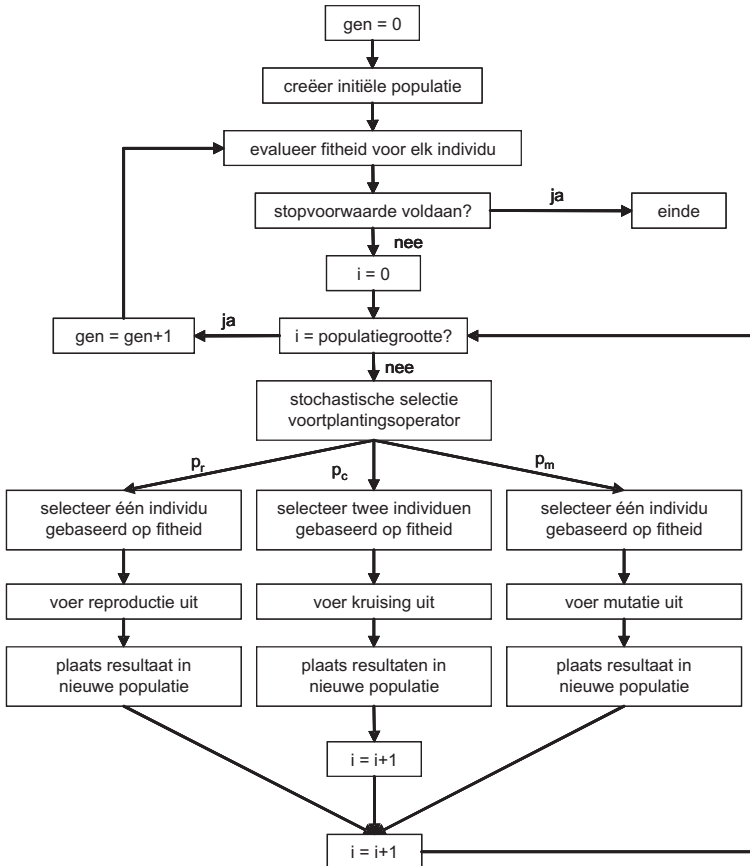 gen = 0
creëer initiële populatie
evalueer fitheid voor elk individu
stopvoorwaarde voldaan?
ja
einde
nee
i = 0
gen = gen+1
ja
i = populatiegrootte?
nee
stochastische selectie
voortplantingsoperator
pr
pc
pm
selecteer één individu
gebaseerd op fitheid
selecteer twee individuen
gebaseerd op fitheid
selecteer één individu
gebaseerd op fitheid
voer reproductie uit
voer kruising uit
voer mutatie uit
plaats resultaat in
nieuwe populatie
plaats resultaten in
nieuwe populatie
plaats resultaat in
nieuwe populatie
i = i+1
i = i+1